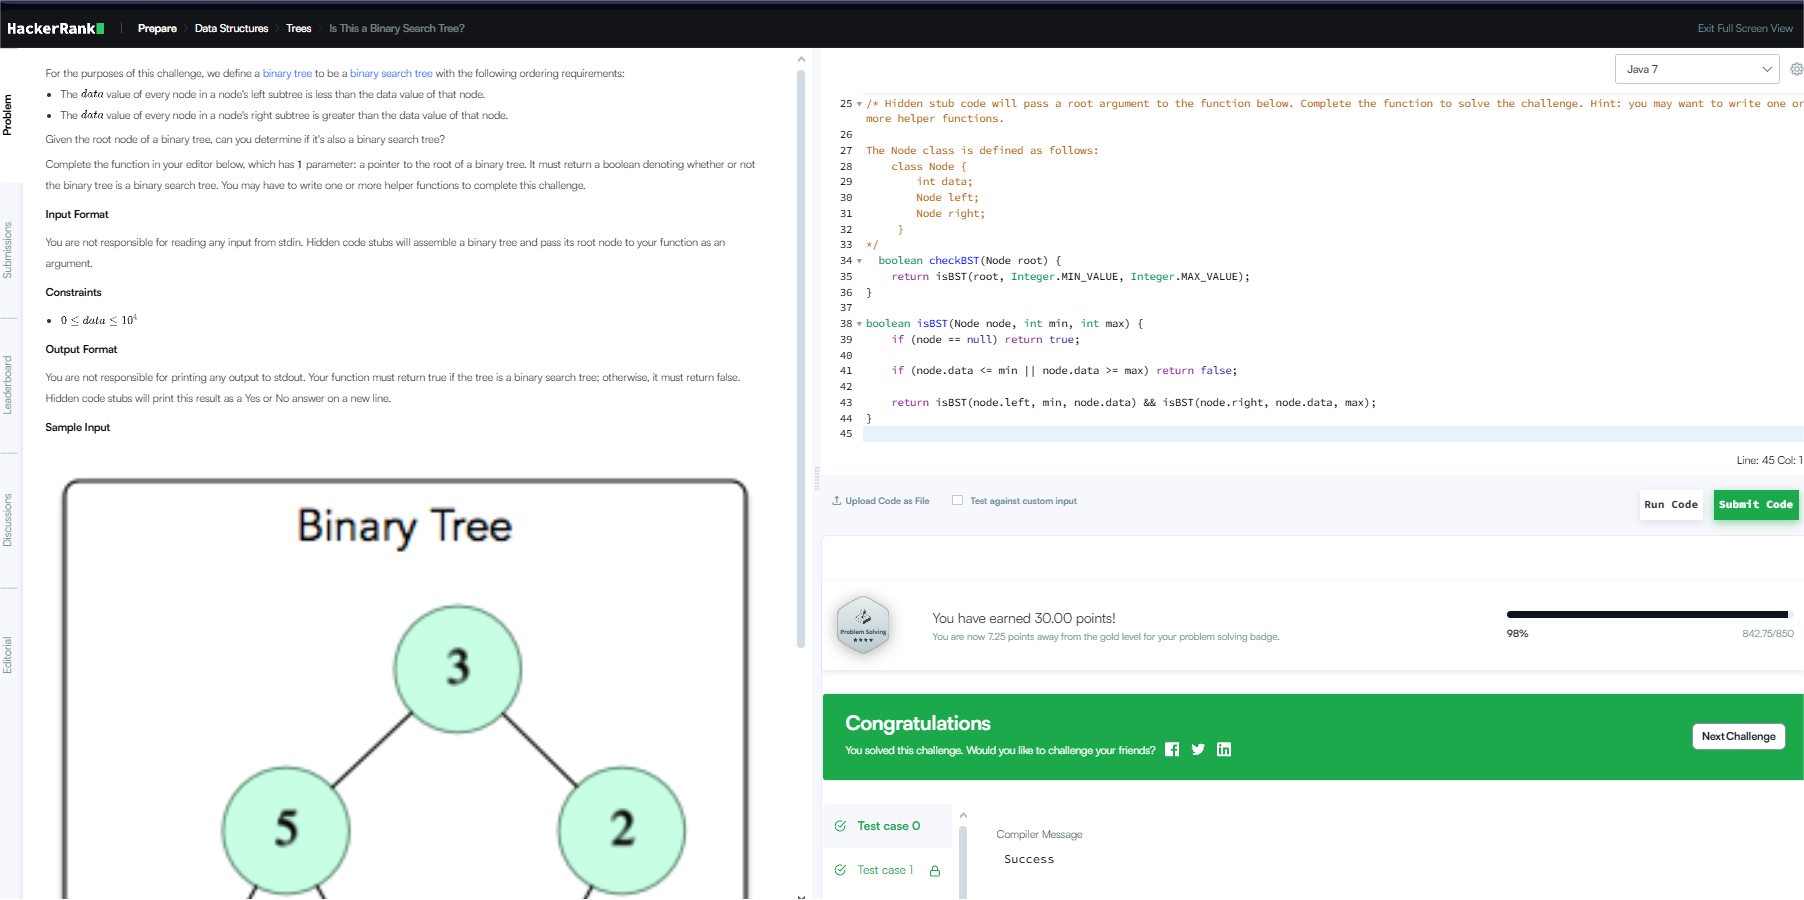 HackerRank
Prepare
Data Structures
Trees
Is This a Binary Search Tree?
Exit Full Screen View
Problem
Submissions
Leaderboard
Discussions
Editorial
For the purposes of this challenge, we define a binary tree to be a binary search tree with the following ordering requirements:
The data value of every node in a node's left subtree is less than the data value of that node.
The data value of every node in a node's right subtree is greater than the data value of that node.
Given the root node of a binary tree, can you determine if it's also a binary search tree?
Complete the function in your editor below, which has 1 parameter: a pointer to the root of a binary tree. It must return a boolean denoting whether or not
the binary tree is a binary search tree. You may have to write one or more helper functions to complete this challenge.
Input Format
You are not responsible for reading any input from stdin. Hidden code stubs will assemble a binary tree and pass its root node to your function as an
argument.
Constraints
0 ≤ data ≤ 10⁴
Output Format
You are not responsible for printing any output to stdout. Your function must return true if the tree is a binary search tree; otherwise, it must return false.
Hidden code stubs will print this result as a Yes or No answer on a new line.
Sample Input
Binary Tree
3
5
2
Java 7
25 /* Hidden stub code will pass a root argument to the function below. Complete the function to solve the challenge. Hint: you may want to write one or
more helper functions.
26
27 The Node class is defined as follows:
28     class Node {
29         int data;
30         Node left;
31         Node right;
32      }
33 */
34   boolean checkBST(Node root) {
35     return isBST(root, Integer.MIN_VALUE, Integer.MAX_VALUE);
36 }
37
38 boolean isBST(Node node, int min, int max) {
39     if (node == null) return true;
40
41     if (node.data <= min || node.data >= max) return false;
42
43     return isBST(node.left, min, node.data) && isBST(node.right, node.data, max);
44 }
45
Line: 45 Col: 1
Upload Code as File
Test against custom input
Run Code
Submit Code
Problem Solving
You have earned 30.00 points!
You are now 7.25 points away from the gold level for your problem solving badge.
98%
842.75/850
Congratulations
You solved this challenge. Would you like to challenge your friends?
Next Challenge
Test case 0
Test case 1
Compiler Message
Success